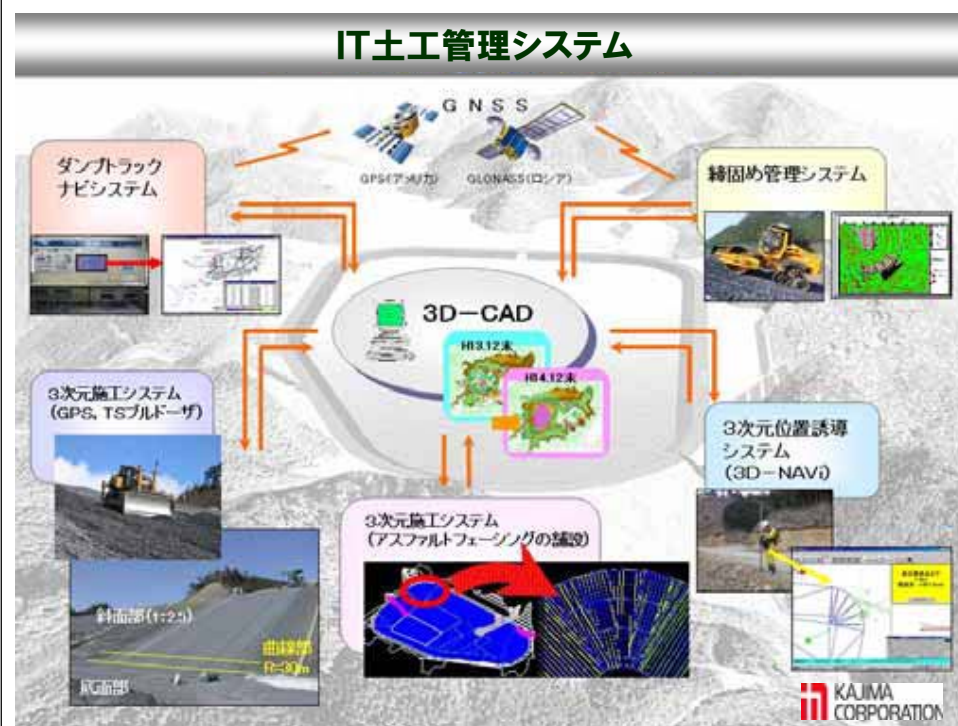 IT土工管理システム
GNSS
GPS(アメリカ)
GLONASS(ロシア)
ダンプトラック
ナビシステム
締固め管理システム
3D-CAD
H13.12末
H14.12末
3次元施工システム
(GPS, TSブルドーザ)
3次元位置誘導
システム
(3D-NAVi)
3次元施工システム
(アスファルトフェーシングの舗設)
斜面部(1:2.5)
曲線部
R=30m
底面部
KAJIMA
CORPORATION